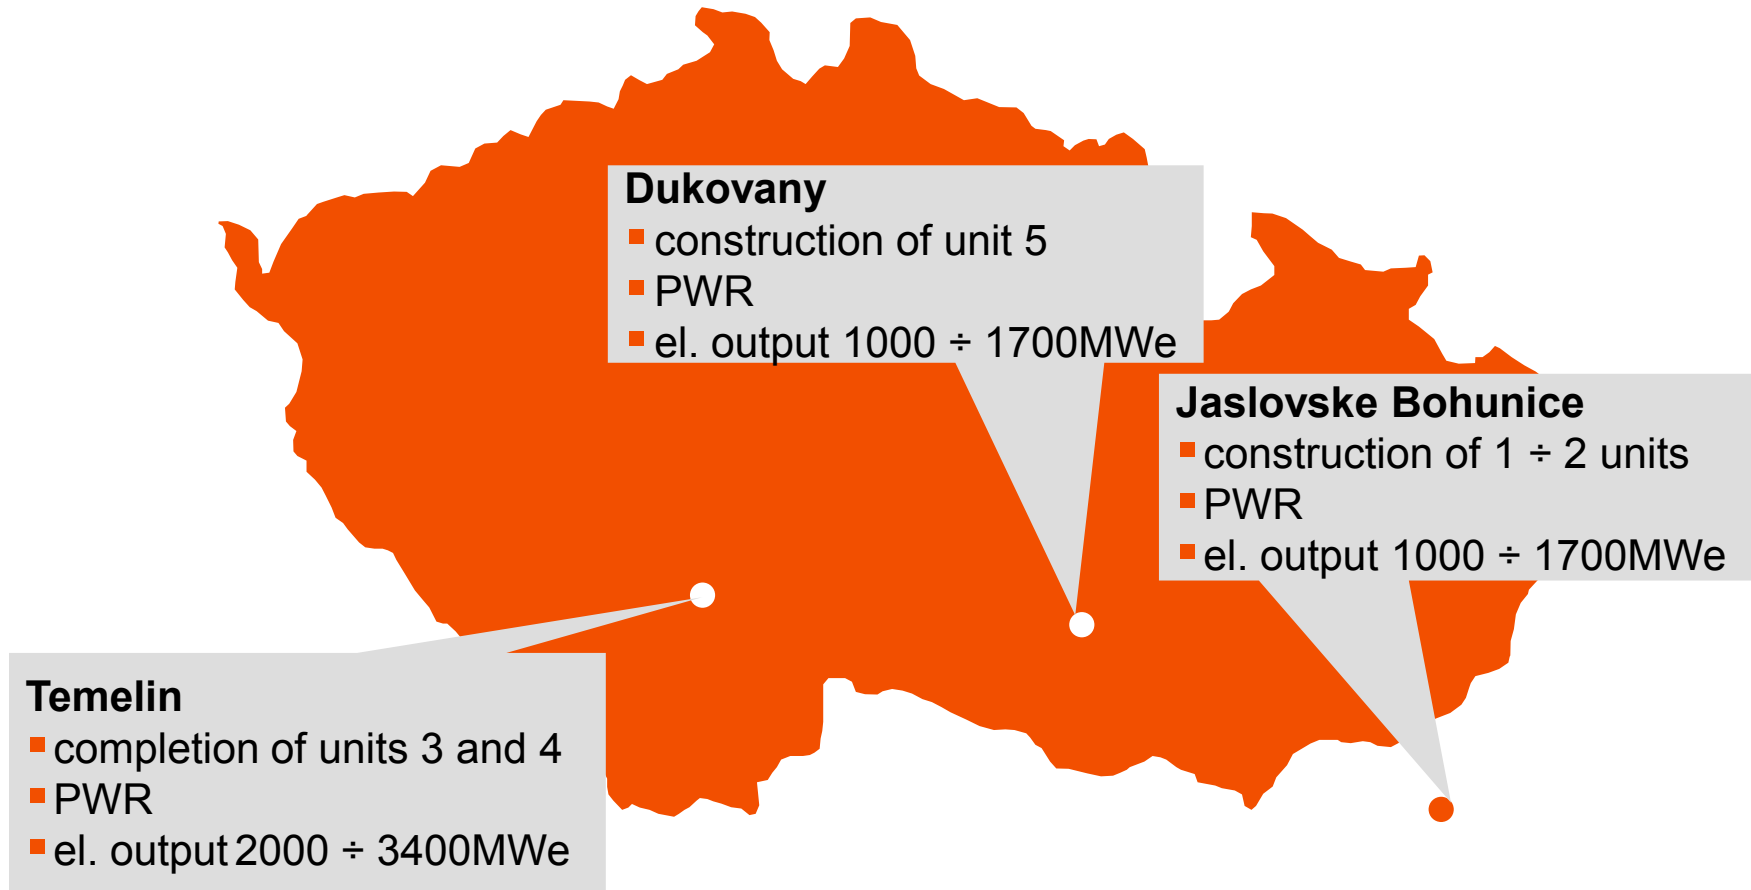 Dukovany
construction of unit 5
PWR
el. output 1000 ÷ 1700MWe
Jaslovske Bohunice
construction of 1 ÷ 2 units
PWR
el. output 1000 ÷ 1700MWe
Temelin
completion of units 3 and 4
PWR
el. output 2000 ÷ 3400MWe